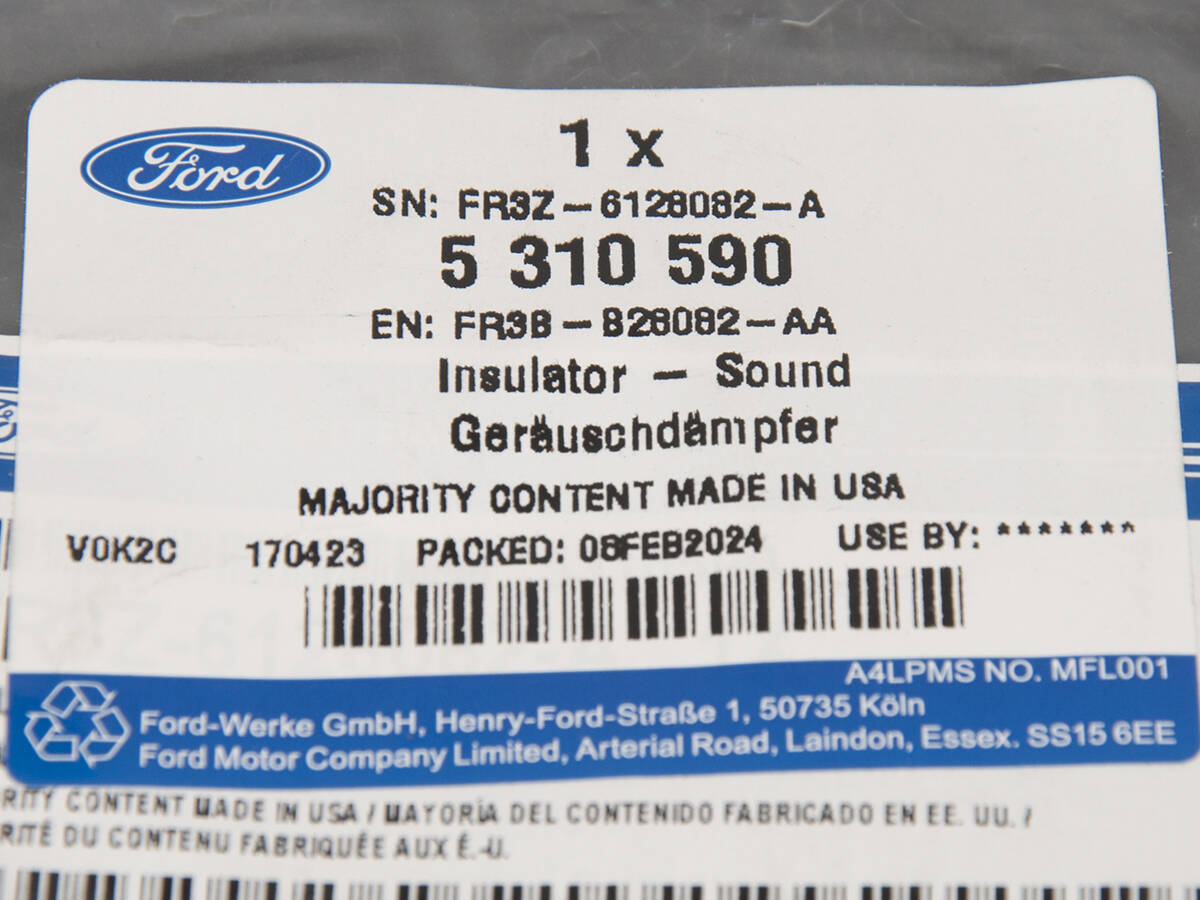 Ford
1 x
SN: FR3Z-6128082-A
5 310 590
EN: FR3B-B28082-AA
Insulator - Sound
Geräuschdämpfer
MAJORITY CONTENT MADE IN USA
V0K2C 170423 PACKED: 08FEB2024 USE BY: *******
A4LPMS NO. MFL001
Ford-Werke GmbH, Henry-Ford-Straße 1, 50735 Köln
Ford Motor Company Limited, Arterial Road, Laindon, Essex. SS15 6EE
RITY CONTENT MADE IN USA / MAYORÍA DEL CONTENIDO FABRICADO EN EE. UU. /
RITÉ DU CONTENU FABRIQUÉE AUX É.-U.